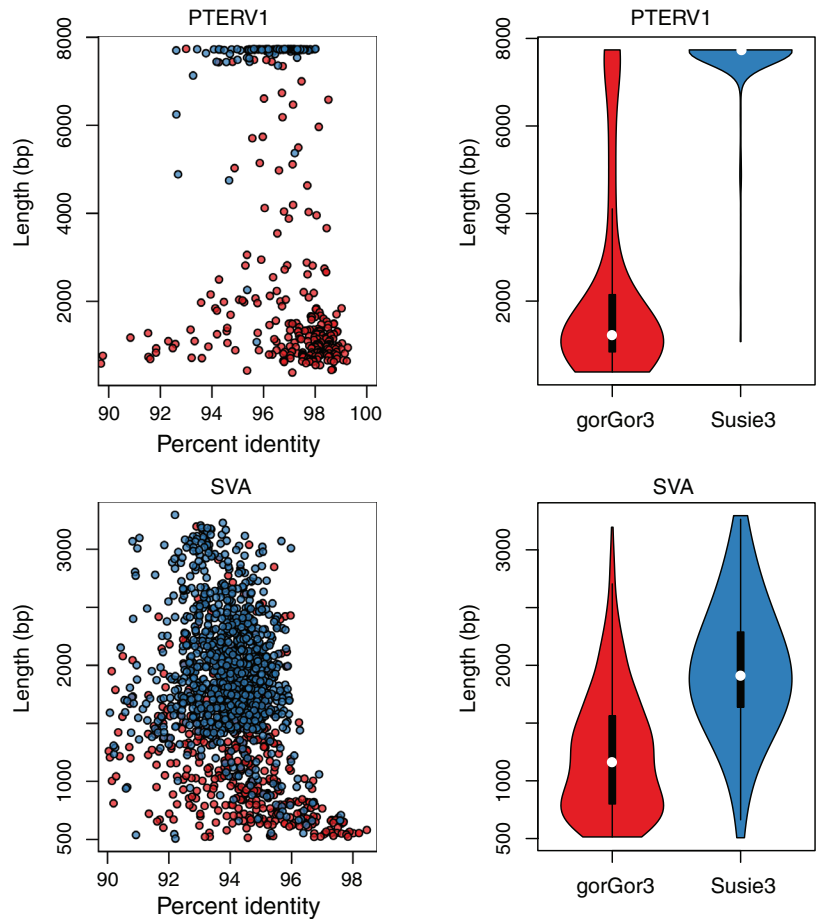 PTERV1
8000
6000
4000
2000
Length (bp)
90 92 94 96 98 100
Percent identity
PTERV1
8000
6000
4000
2000
Length (bp)
gorGor3 Susie3
SVA
3000
2000
1000
500
Length (bp)
90 92 94 96 98
Percent identity
SVA
3000
2000
1000
500
Length (bp)
gorGor3 Susie3